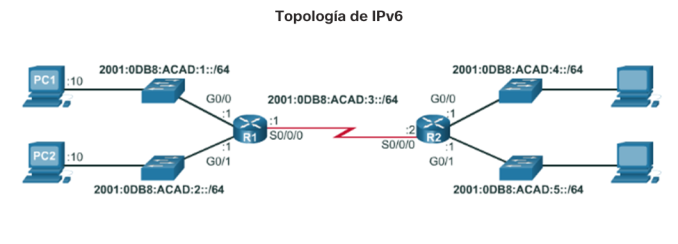 Topología de IPv6
PC1
:10
2001:0DB8:ACAD:1::/64
G0/0
:1
2001:0DB8:ACAD:3::/64
2001:0DB8:ACAD:4::/64
G0/0
:1
R1
:1
S0/0/0
:2
S0/0/0
R2
PC2
:10
:1
G0/1
2001:0DB8:ACAD:2::/64
:1
G0/1
2001:0DB8:ACAD:5::/64